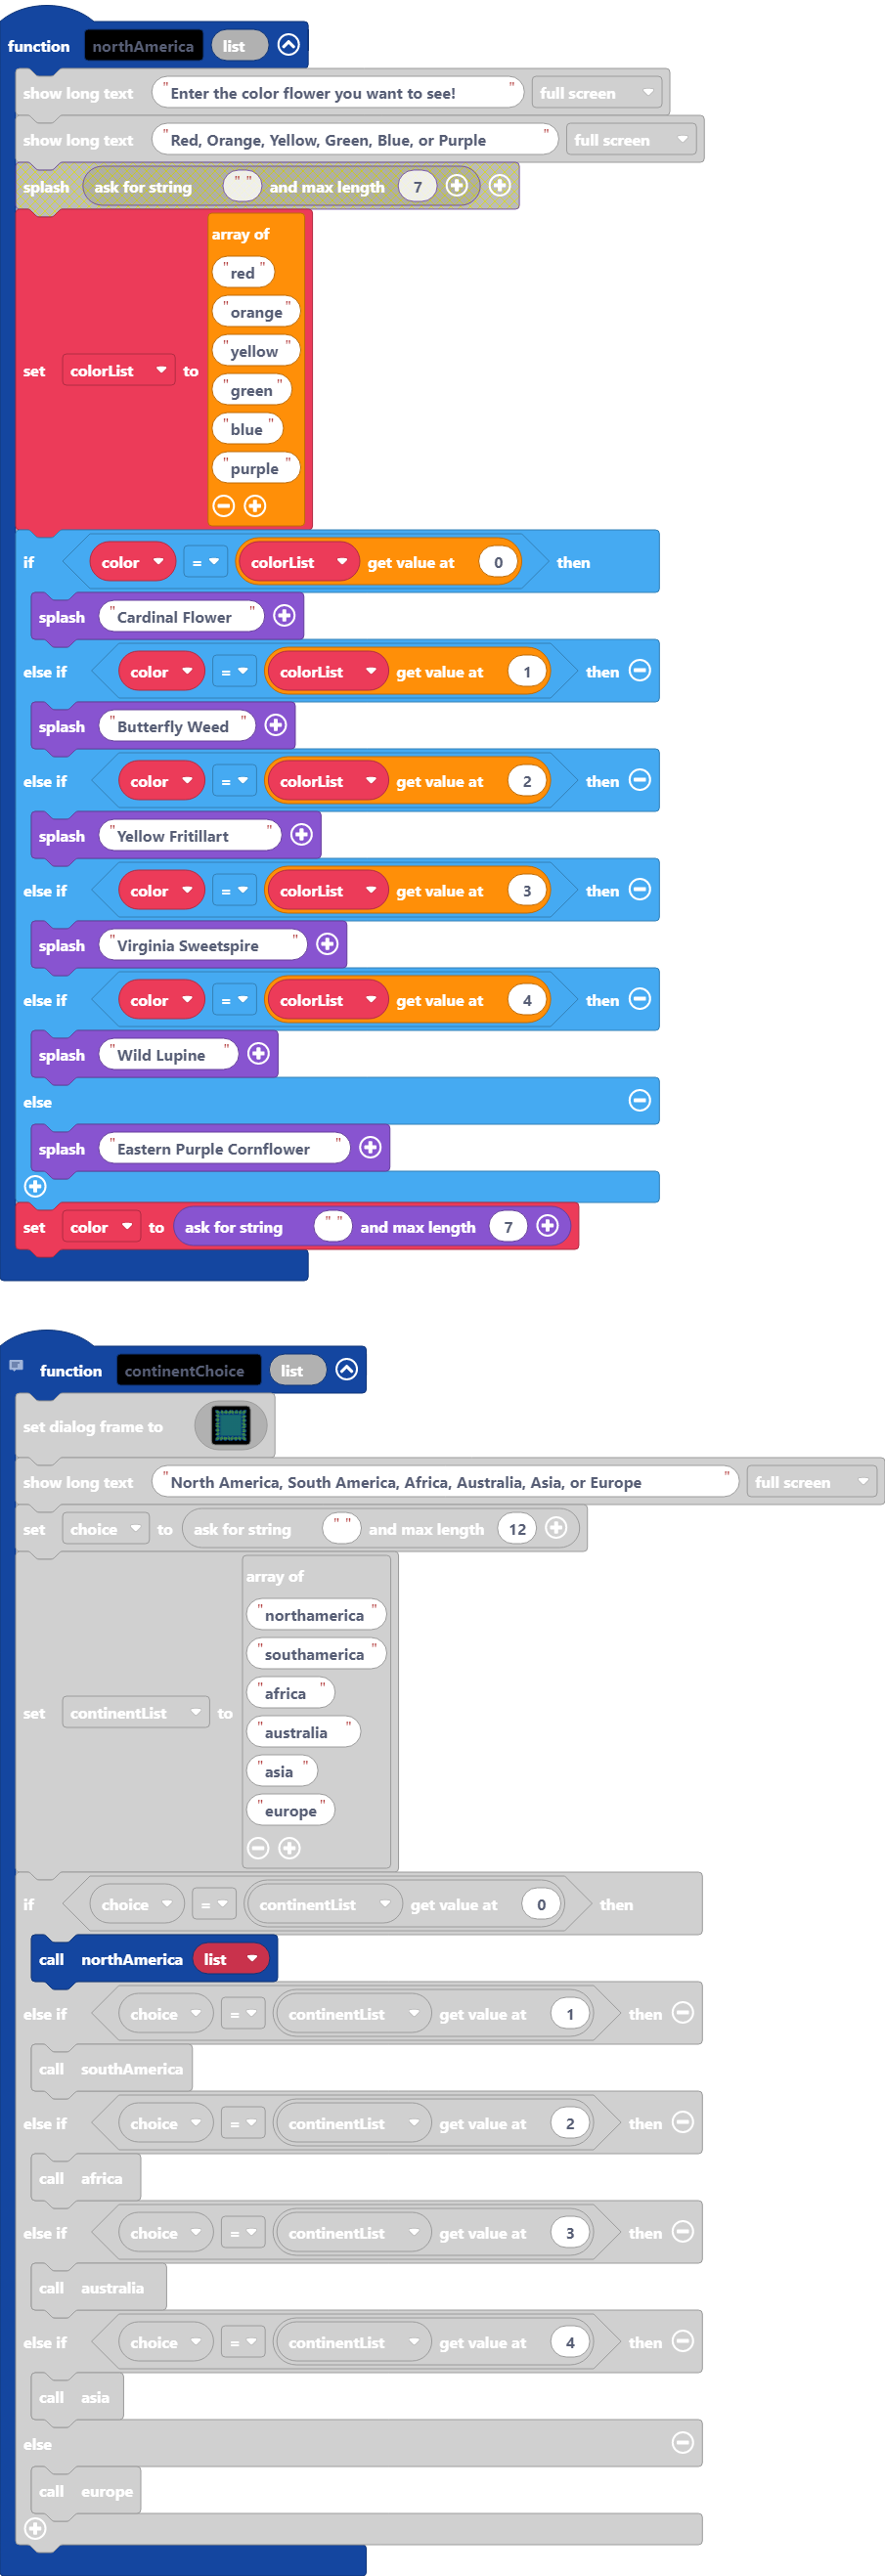 function northAmerica list
show long text "Enter the color flower you want to see!" full screen
show long text "Red, Orange, Yellow, Green, Blue, or Purple" full screen
splash ask for string "" and max length 7
array of
"red"
"orange"
"yellow"
set colorList to
"green"
"blue"
"purple"
if color = colorList get value at 0 then
splash "Cardinal Flower"
else if color = colorList get value at 1 then
splash "Butterfly Weed"
else if color = colorList get value at 2 then
splash "Yellow Fritillart"
else if color = colorList get value at 3 then
splash "Virginia Sweetspire"
else if color = colorList get value at 4 then
splash "Wild Lupine"
else
splash "Eastern Purple Cornflower"
set color to ask for string "" and max length 7
function continentChoice list
set dialog frame to
show long text "North America, South America, Africa, Australia, Asia, or Europe" full screen
set choice to ask for string "" and max length 12
array of
"northamerica"
"southamerica"
"africa"
set continentList to
"australia"
"asia"
"europe"
if choice = continentList get value at 0 then
call northAmerica list
else if choice = continentList get value at 1 then
call southAmerica
else if choice = continentList get value at 2 then
call africa
else if choice = continentList get value at 3 then
call australia
else if choice = continentList get value at 4 then
call asia
else
call europe